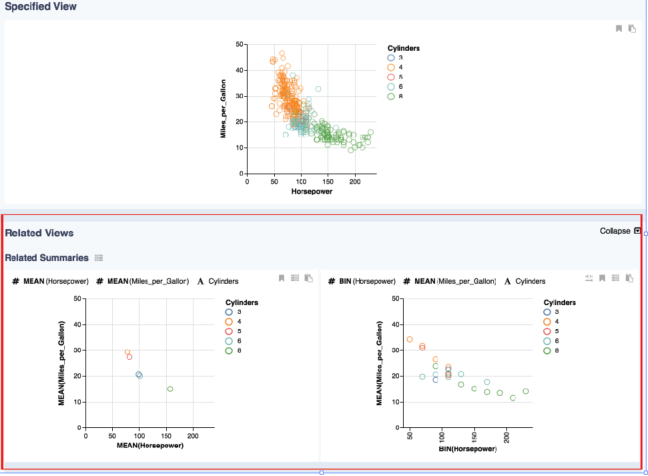 Specified View
50
40
30
20
10
0
Miles_per_Gallon
0 50 100 150 200
Horsepower
Cylinders
3
4
5
6
8
Related Views
Collapse
Related Summaries
# MEAN (Horsepower) # MEAN (Miles_per_Gallon) A Cylinders
50
40
30
20
10
0
MEAN(Miles_per_Gallon)
0 50 100 150 200
MEAN(Horsepower)
Cylinders
3
4
5
6
8
# BIN (Horsepower) # MEAN (Miles_per_Gallon) A Cylinders
50
40
30
20
10
0
MEAN(Miles_per_Gallon)
50 100 150 200
BIN(Horsepower)
Cylinders
3
4
5
6
8